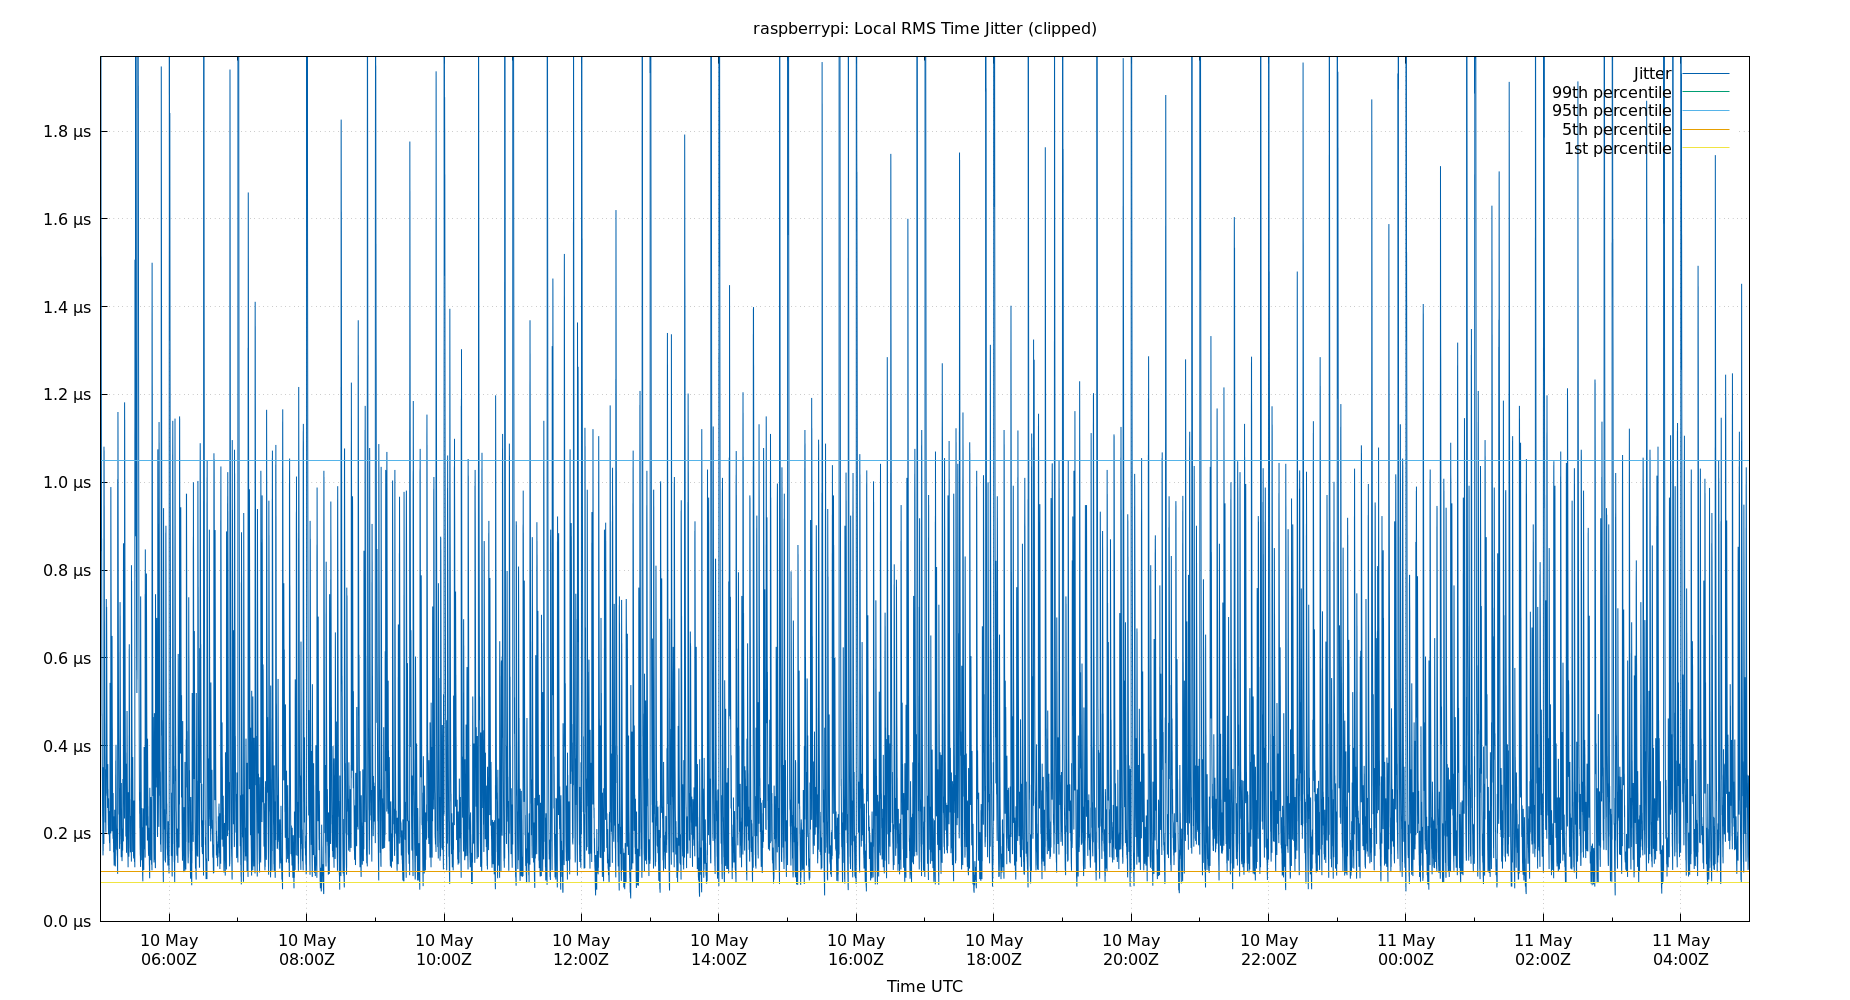 raspberrypi: Local RMS Time Jitter (clipped)
Jitter
99th percentile
95th percentile
5th percentile
1st percentile
1.8 µs
1.6 µs
1.4 µs
1.2 µs
1.0 µs
0.8 µs
0.6 µs
0.4 µs
0.2 µs
0.0 µs
10 May 10 May 10 May 10 May 10 May 10 May 10 May 10 May 10 May 11 May 11 May 11 May
06:00Z 08:00Z 10:00Z 12:00Z 14:00Z 16:00Z 18:00Z 20:00Z 22:00Z 00:00Z 02:00Z 04:00Z
Time UTC